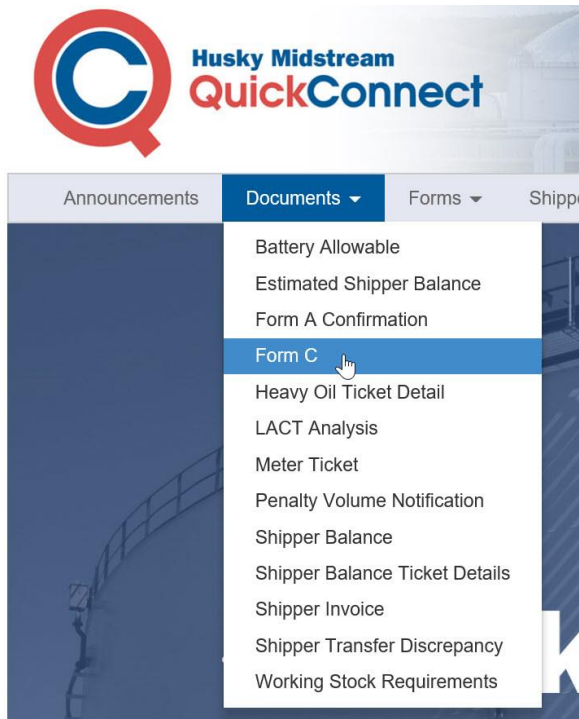 Husky Midstream
QuickConnect
Announcements Documents Forms
Battery Allowable
Estimated Shipper Balance
Form A Confirmation
Form C
Heavy Oil Ticket Detail
LACT Analysis
Meter Ticket
Penalty Volume Notification
Shipper Balance
Shipper Balance Ticket Details
Shipper Invoice
Shipper Transfer Discrepancy
Working Stock Requirements